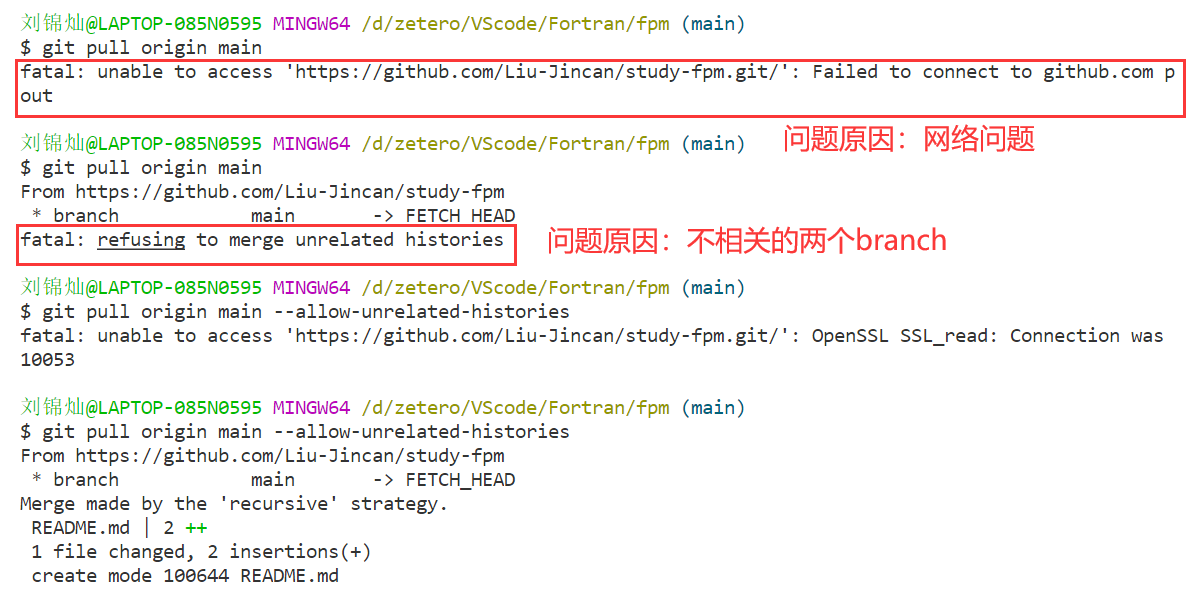 刘锦灿@LAPTOP-085N0595 MINGW64 /d/zetero/VScode/Fortran/fpm (main)
$ git pull origin main
fatal: unable to access 'https://github.com/Liu-Jincan/study-fpm.git/': Failed to connect to github.com p
out
刘锦灿@LAPTOP-085N0595 MINGW64 /d/zetero/VScode/Fortran/fpm (main)
问题原因：网络问题
$ git pull origin main
From https://github.com/Liu-Jincan/study-fpm
 * branch            main       -> FETCH_HEAD
fatal: refusing to merge unrelated histories
问题原因：不相关的两个branch
刘锦灿@LAPTOP-085N0595 MINGW64 /d/zetero/VScode/Fortran/fpm (main)
$ git pull origin main --allow-unrelated-histories
fatal: unable to access 'https://github.com/Liu-Jincan/study-fpm.git/': OpenSSL SSL_read: Connection was
10053
刘锦灿@LAPTOP-085N0595 MINGW64 /d/zetero/VScode/Fortran/fpm (main)
$ git pull origin main --allow-unrelated-histories
From https://github.com/Liu-Jincan/study-fpm
 * branch            main       -> FETCH_HEAD
Merge made by the 'recursive' strategy.
 README.md | 2 ++
 1 file changed, 2 insertions(+)
 create mode 100644 README.md